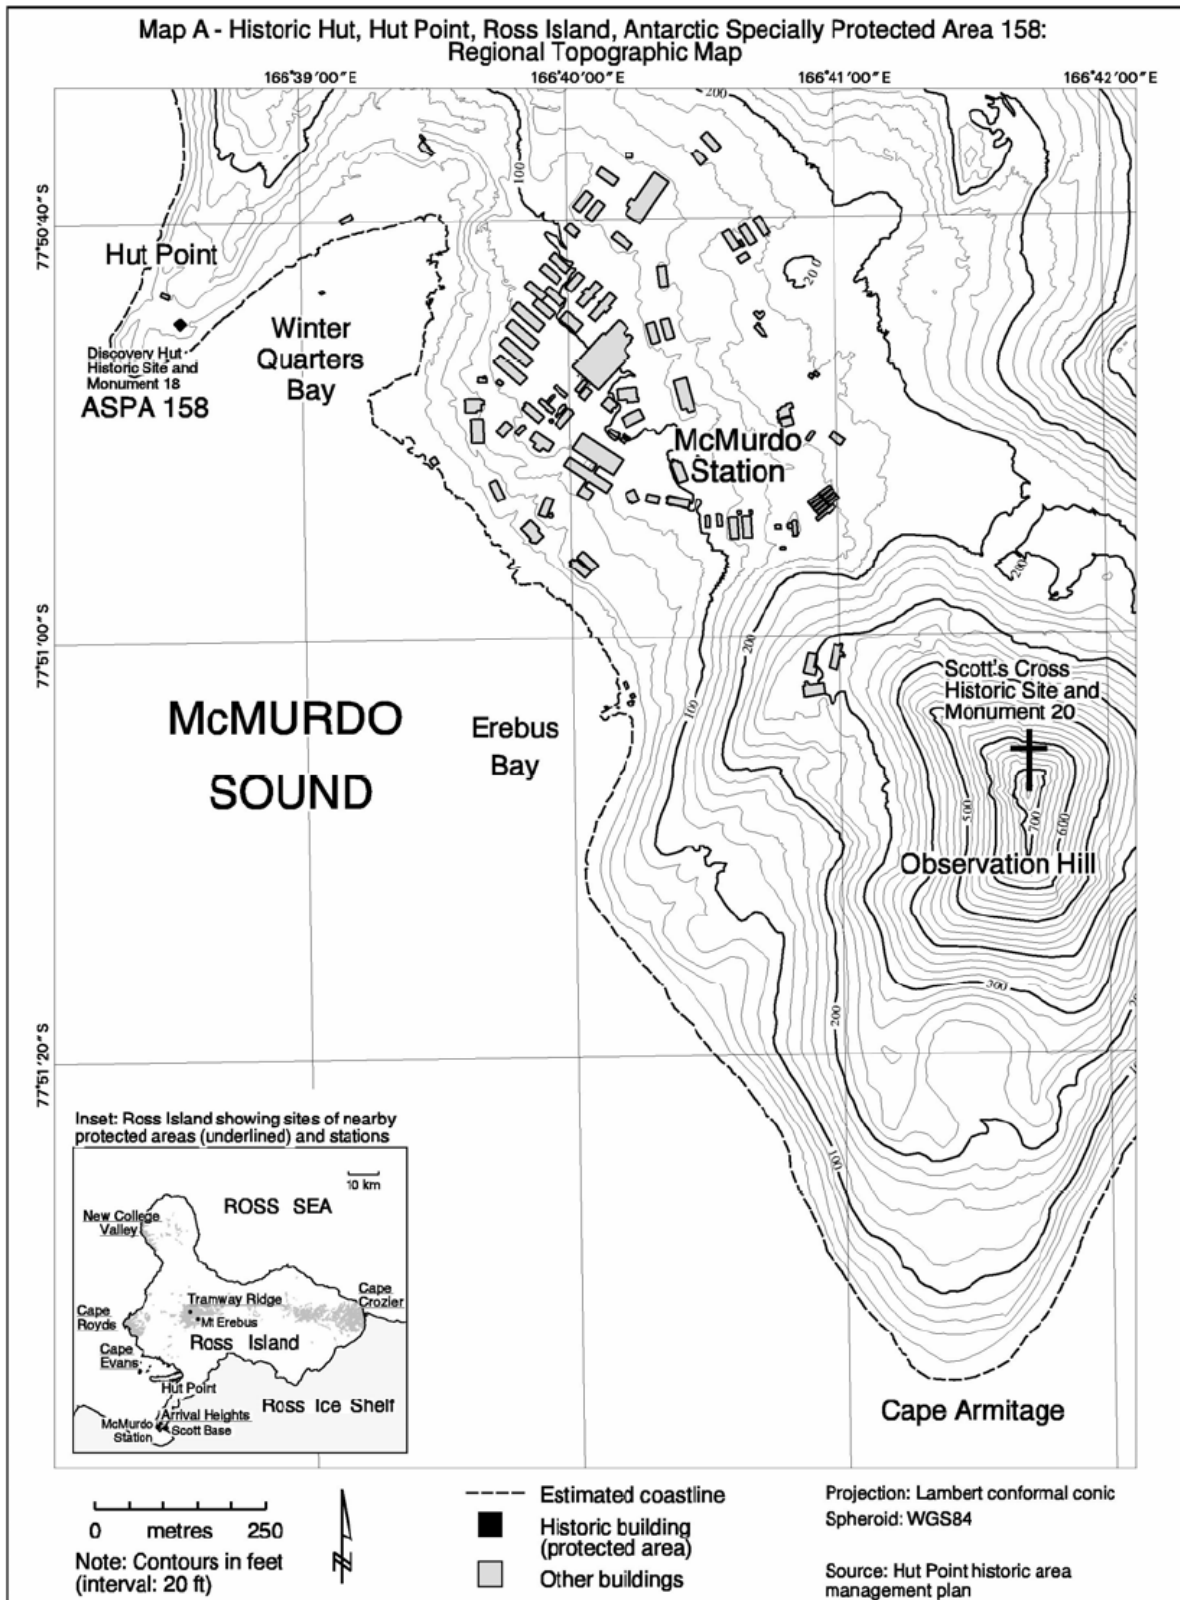 Map A - Historic Hut, Hut Point, Ross Island, Antarctic Specially Protected Area 158:
Regional Topographic Map
166°39'00"E
166°40'00"E
166°41'00"E
166°42'00"E
200
100
77°50'40"S
Hut Point
200
Winter
Quarters
Bay
Discovery Hut
Historic Site and
Monument 18
ASPA 158
McMurdo
Station
200
77°51'00"S
200
Scott's Cross
Historic Site and
Monument 20
100
McMURDO
SOUND
Erebus
Bay
500
700
600
Observation Hill
300
200
77°51'20"S
100
Inset: Ross Island showing sites of nearby
protected areas (underlined) and stations
10 km
ROSS SEA
New College
Valley
Tramway Ridge
Cape
Crozier
Cape
Royds
Mt Erebus
Ross Island
Cape
Evans
Hut Point
Ross Ice Shelf
Arrival Heights
McMurdo
Station
Scott Base
Cape Armitage
0 metres 250
N
Note: Contours in feet
(interval: 20 ft)
Estimated coastline
Historic building
(protected area)
Other buildings
Projection: Lambert conformal conic
Spheroid: WGS84
Source: Hut Point historic area
management plan